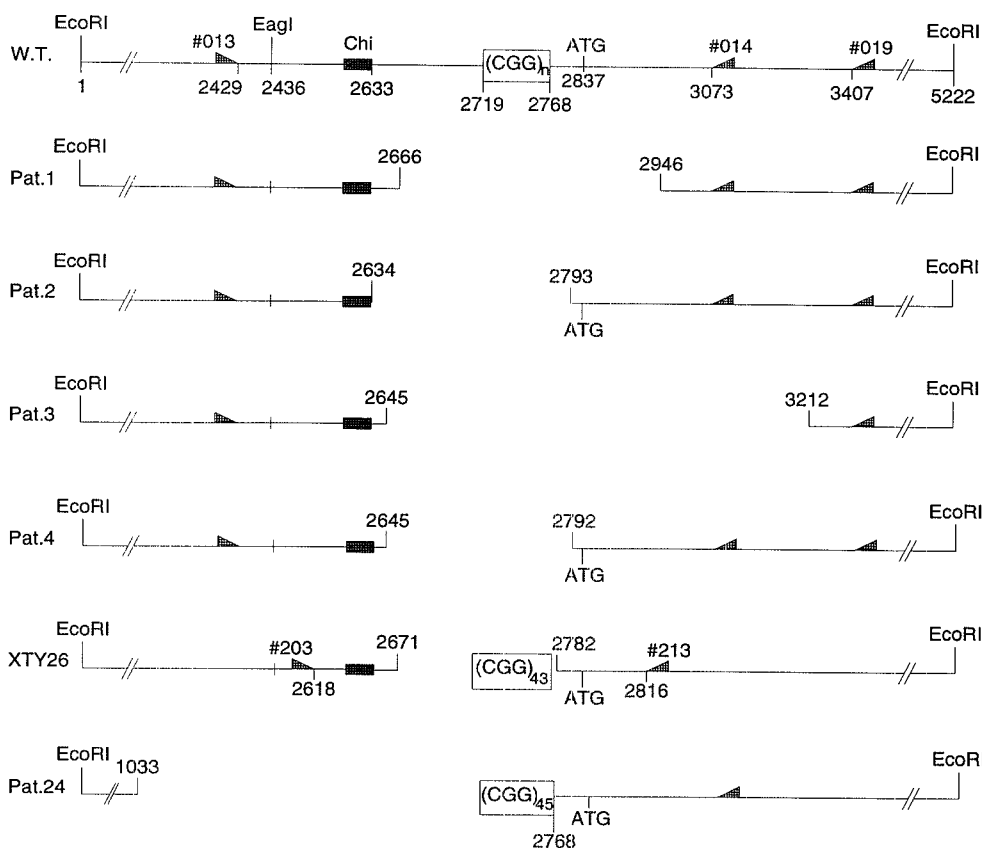 EcoRI
EagI
EcoRI
W.T.
#013
Chi
(CGG)n
ATG
#014
#019
1
2429
2436
2633
2719
2768
2837
3073
3407
5222
EcoRI
2666
2946
EcoRI
Pat.1
EcoRI
2634
2793
EcoRI
Pat.2
ATG
EcoRI
2645
3212
EcoRI
Pat.3
EcoRI
2645
2792
EcoRI
Pat.4
ATG
EcoRI
#203
2671
2782
#213
EcoRI
XTY26
(CGG)43
2618
ATG
2816
EcoRI
1033
EcoR
Pat.24
(CGG)45
ATG
2768